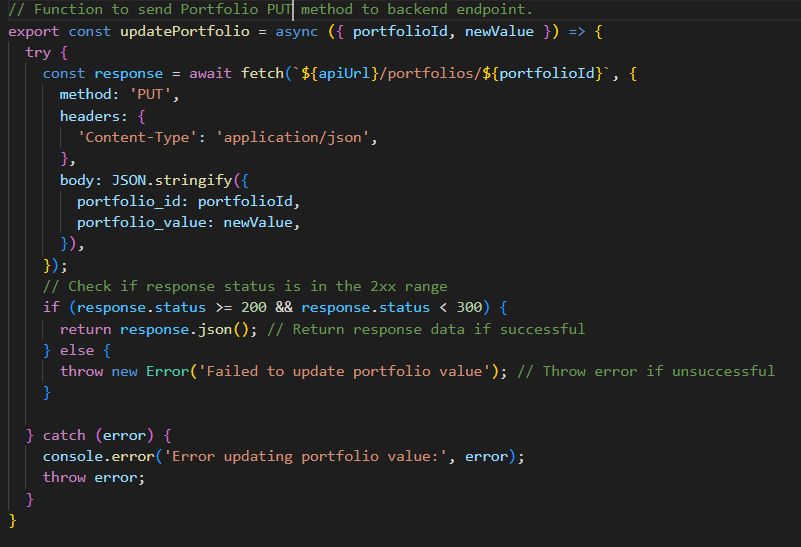 // Function to send Portfolio PUT method to backend endpoint.
export const updatePortfolio = async ({ portfolioId, newValue }) => {
  try {
    const response = await fetch(`${apiUrl}/portfolios/${portfolioId}`, {
      method: 'PUT',
      headers: {
        'Content-Type': 'application/json',
      },
      body: JSON.stringify({
        portfolio_id: portfolioId,
        portfolio_value: newValue,
      }),
    });
    // Check if response status is in the 2xx range
    if (response.status >= 200 && response.status < 300) {
      return response.json(); // Return response data if successful
    } else {
      throw new Error('Failed to update portfolio value'); // Throw error if unsuccessful
    }

  } catch (error) {
    console.error('Error updating portfolio value:', error);
    throw error;
  }
}